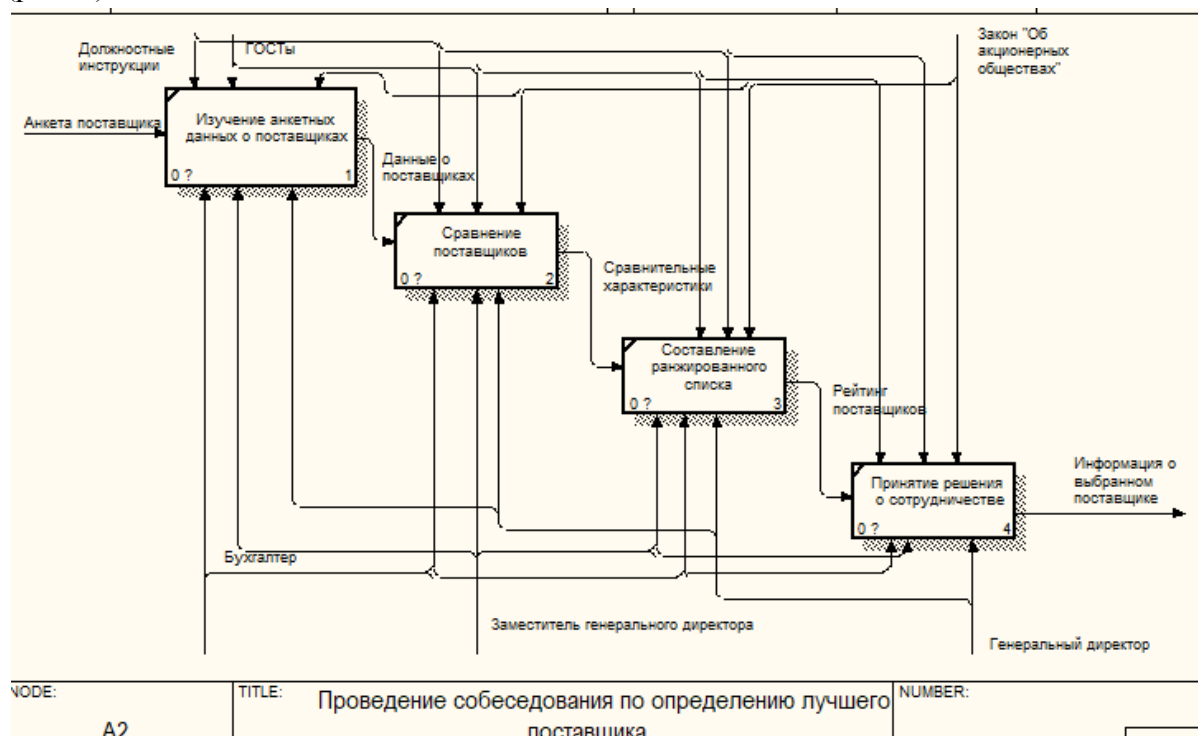 Должностные
инструкции
ГОСТы
Закон "Об
акционерных
обществах"
Анкета поставщика
Изучение анкетных
данных о поставщиках
0 ?
1
Данные о
поставщиках
Сравнение
поставщиков
0 ?
2
Сравнительные
характеристики
Составление
ранжированного
списка
0 ?
3
Рейтинг
поставщиков
Принятие решения
о сотрудничестве
0 ?
4
Информация о
выбранном
поставщике
Бухгалтер
Заместитель генерального директора
Генеральный директор
NODE:
A2
TITLE:
Проведение собеседования по определению лучшего
поставщика
NUMBER: